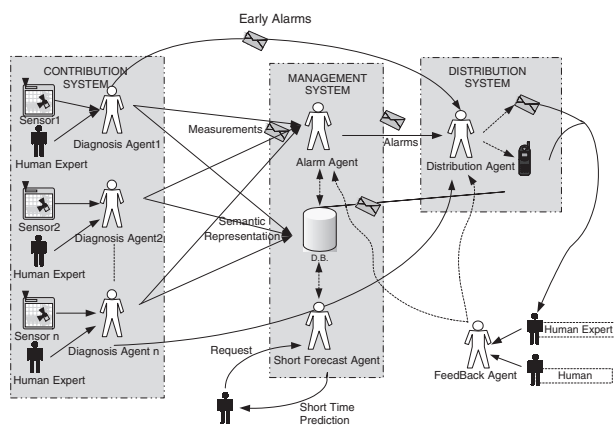 Early Alarms
CONTRIBUTION
SYSTEM
MANAGEMENT
SYSTEM
DISTRIBUTION
SYSTEM
Sensor1
Human Expert
Diagnosis Agent1
Measurements
Alarm Agent
Alarms
Distribution Agent
Sensor2
Human Expert
Diagnosis Agent2
Semantic
Representation
D.B.
Sensor n
Human Expert
Diagnosis Agent n
Request
Short Forecast Agent
Short Time
Prediction
FeedBack Agent
Human Expert
Human